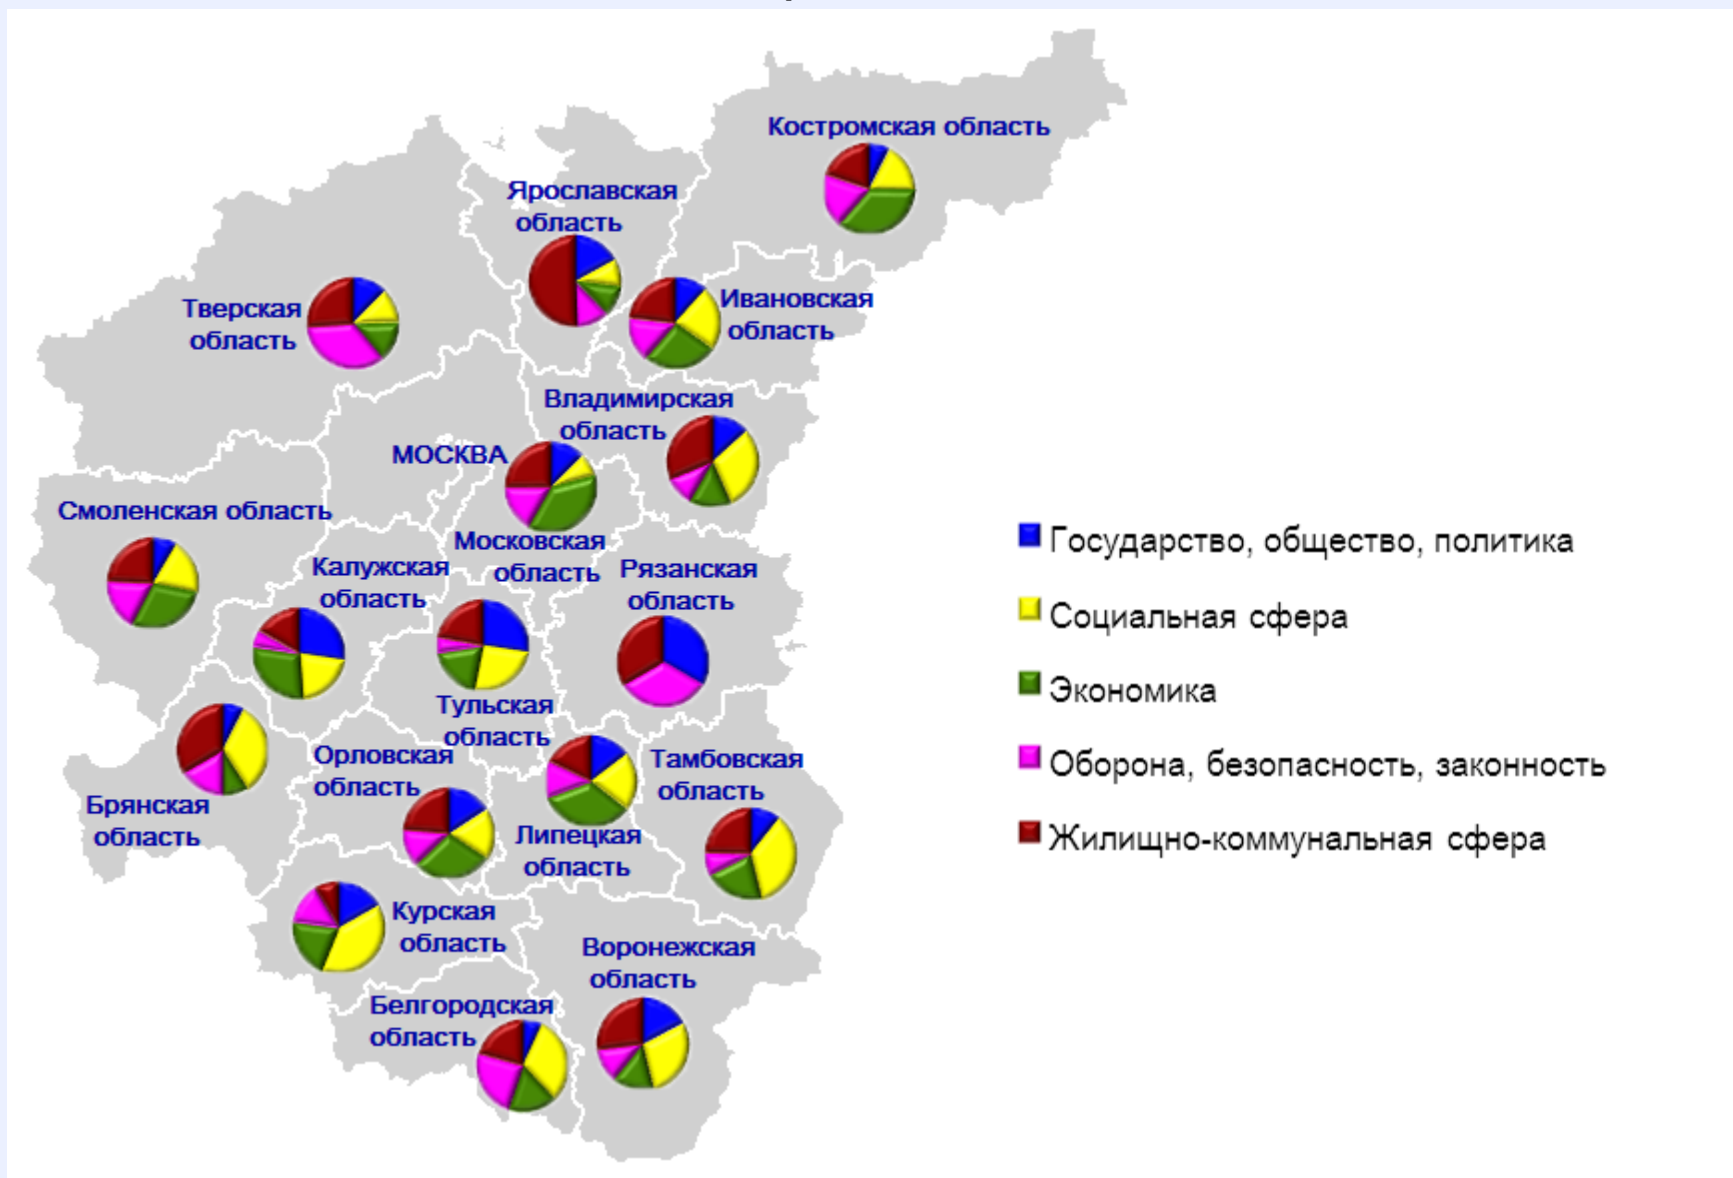 Костромская область
Ярославская
область
Тверская
область
Ивановская
область
Владимирская
область
МОСКВА
Смоленская область
Московская
область
Калужская
область
Рязанская
область
Тульская
область
Орловская
область
Тамбовская
область
Брянская
область
Липецкая
область
Курская
область
Воронежская
область
Белгородская
область
Государство, общество, политика
Социальная сфера
Экономика
Оборона, безопасность, законность
Жилищно-коммунальная сфера